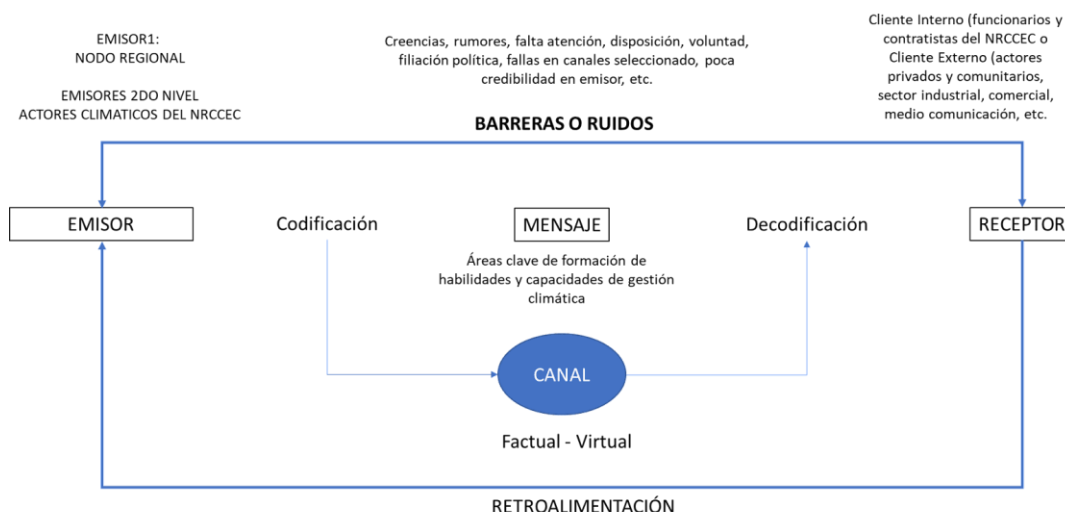 EMISOR1:
NODO REGIONAL
EMISORES 2DO NIVEL
ACTORES CLIMATICOS DEL NRCCEC
Creencias, rumores, falta atención, disposición, voluntad,
filiación política, fallas en canales seleccionado, poca
credibilidad en emisor, etc.
Cliente Interno (funcionarios y
contratistas del NRCCEC o
Cliente Externo (actores
privados y comunitarios,
sector industrial, comercial,
medio comunicación, etc.
BARRERAS O RUIDOS
EMISOR
Codificación
MENSAJE
Decodificación
RECEPTOR
Áreas clave de formación de
habilidades y capacidades de gestión
climática
CANAL
Factual - Virtual
RETROALIMENTACIÓN